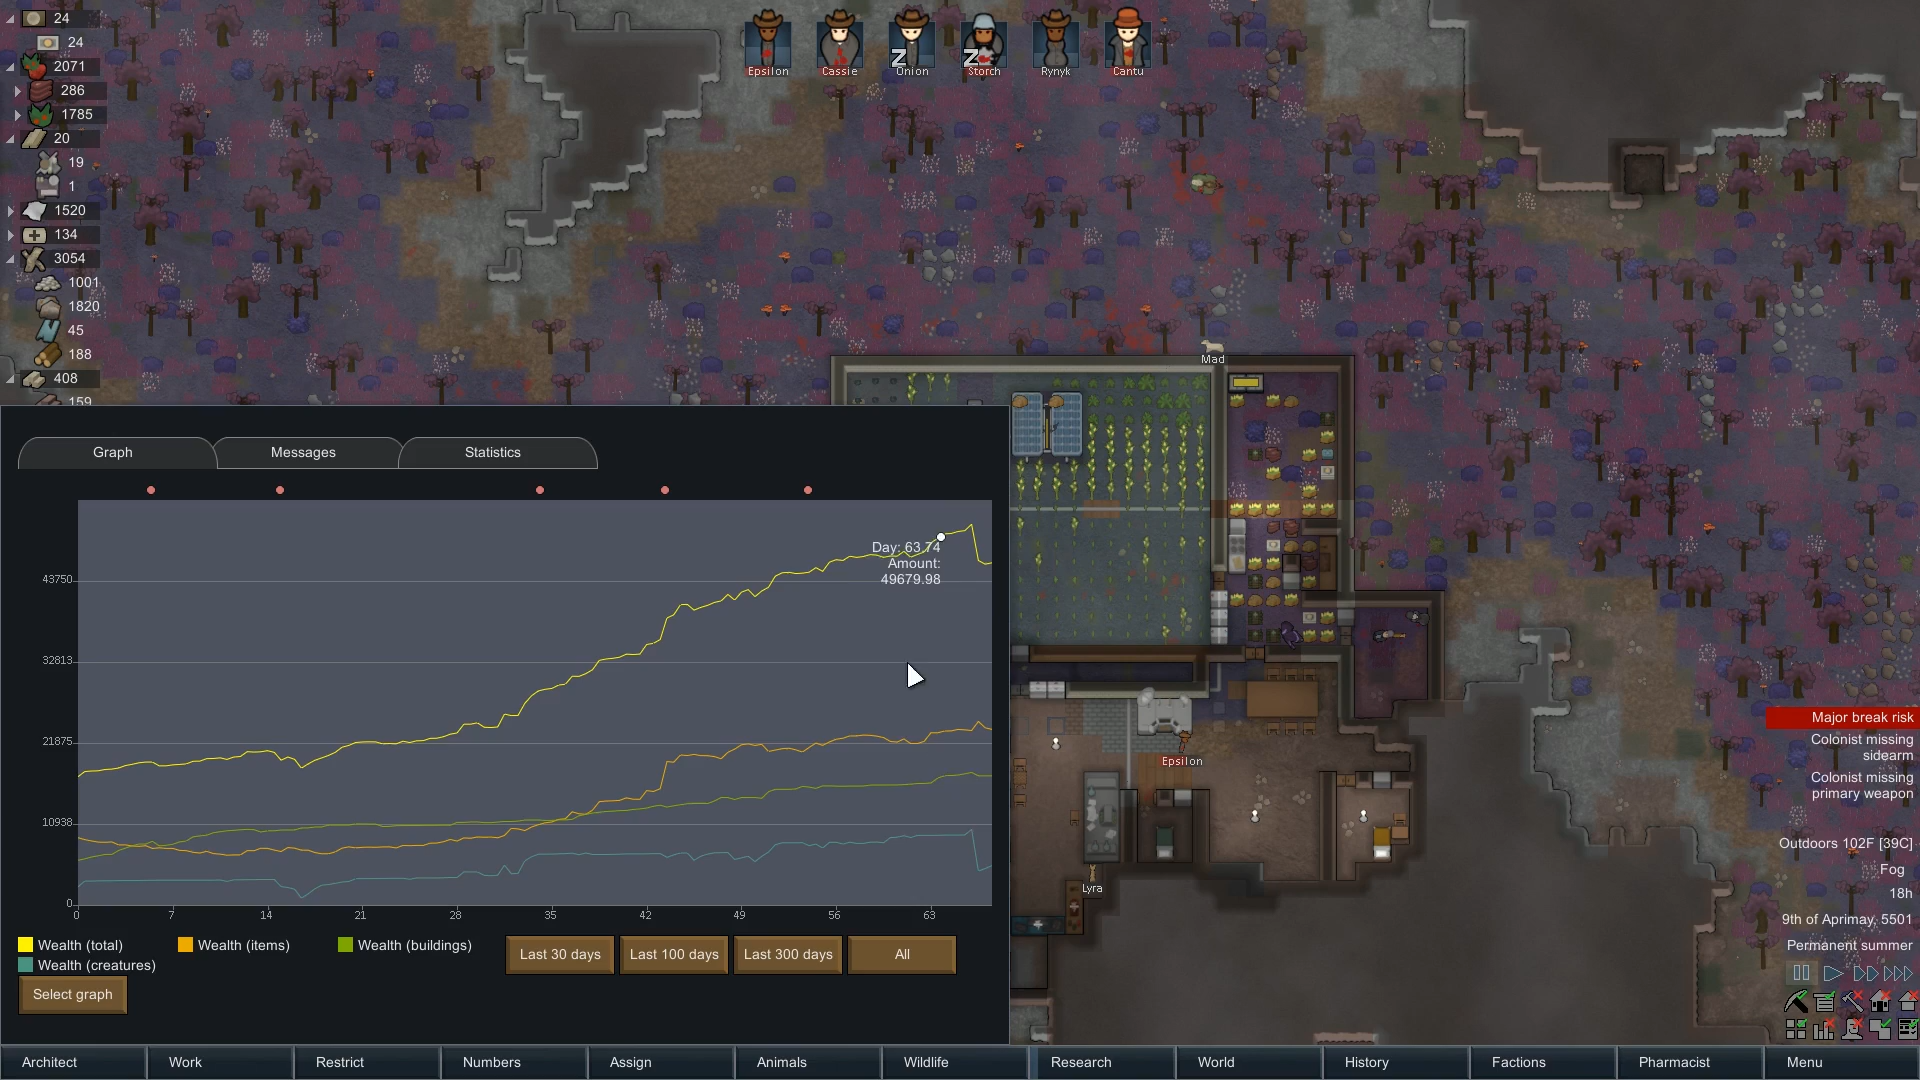 24
24
2071
286
1785
20
19
1
1520
134
3054
1001
1820
45
188
408
159
Epsilon
Cassie
Onion
Storch
Rynyk
Cantu
Mad
Graph
Messages
Statistics
Day: 63.74
Amount:
49679.98
43750
32813
21875
10938
0
0
7
14
21
28
35
42
49
56
63
Wealth (total)
Wealth (items)
Wealth (buildings)
Wealth (creatures)
Last 30 days
Last 100 days
Last 300 days
All
Select graph
Epsilon
Lyra
Major break risk
Colonist missing
sidearm
Colonist missing
primary weapon
Outdoors 102F [39C]
Fog
18h
9th of Aprimay, 5501
Permanent summer
Architect
Work
Restrict
Numbers
Assign
Animals
Wildlife
Research
World
History
Factions
Pharmacist
Menu